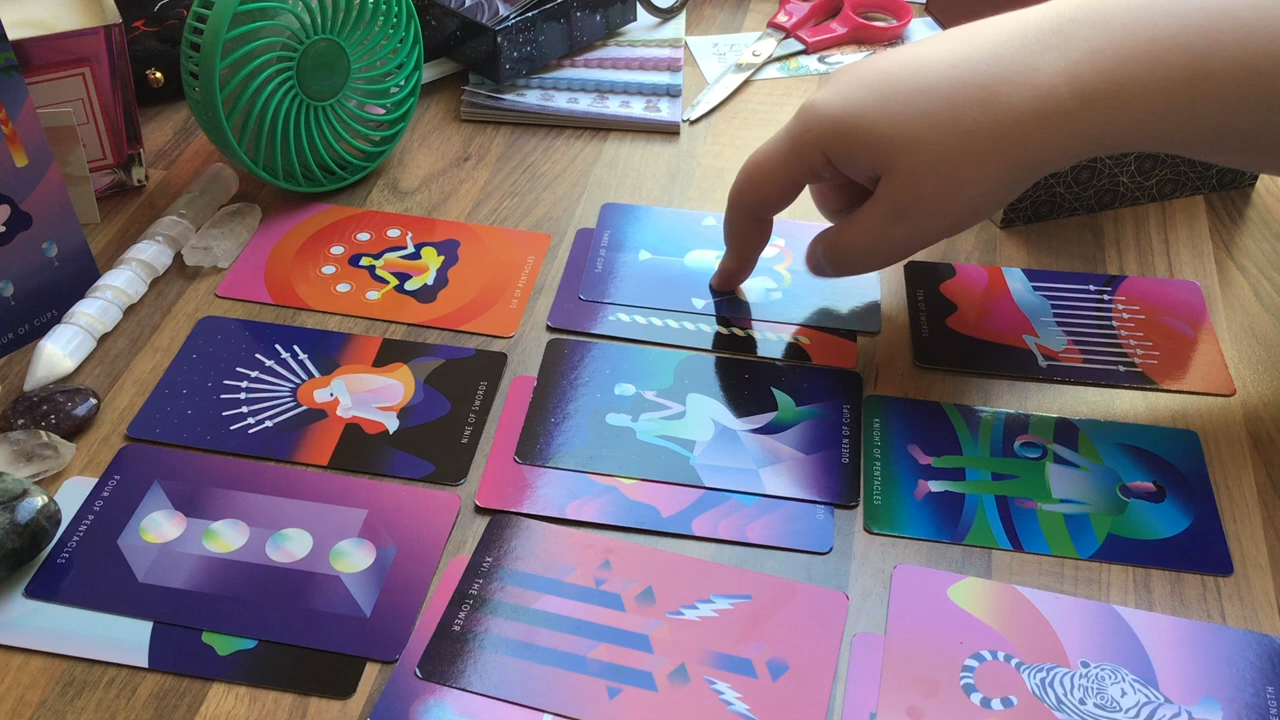 SIX OF PENTACLES
THREE OF CUPS
TEN OF SWORDS
NINE OF SWORDS
QUEEN OF CUPS
KNIGHT OF PENTACLES
FOUR OF PENTACLES
XVI. THE TOWER
OF CUPS